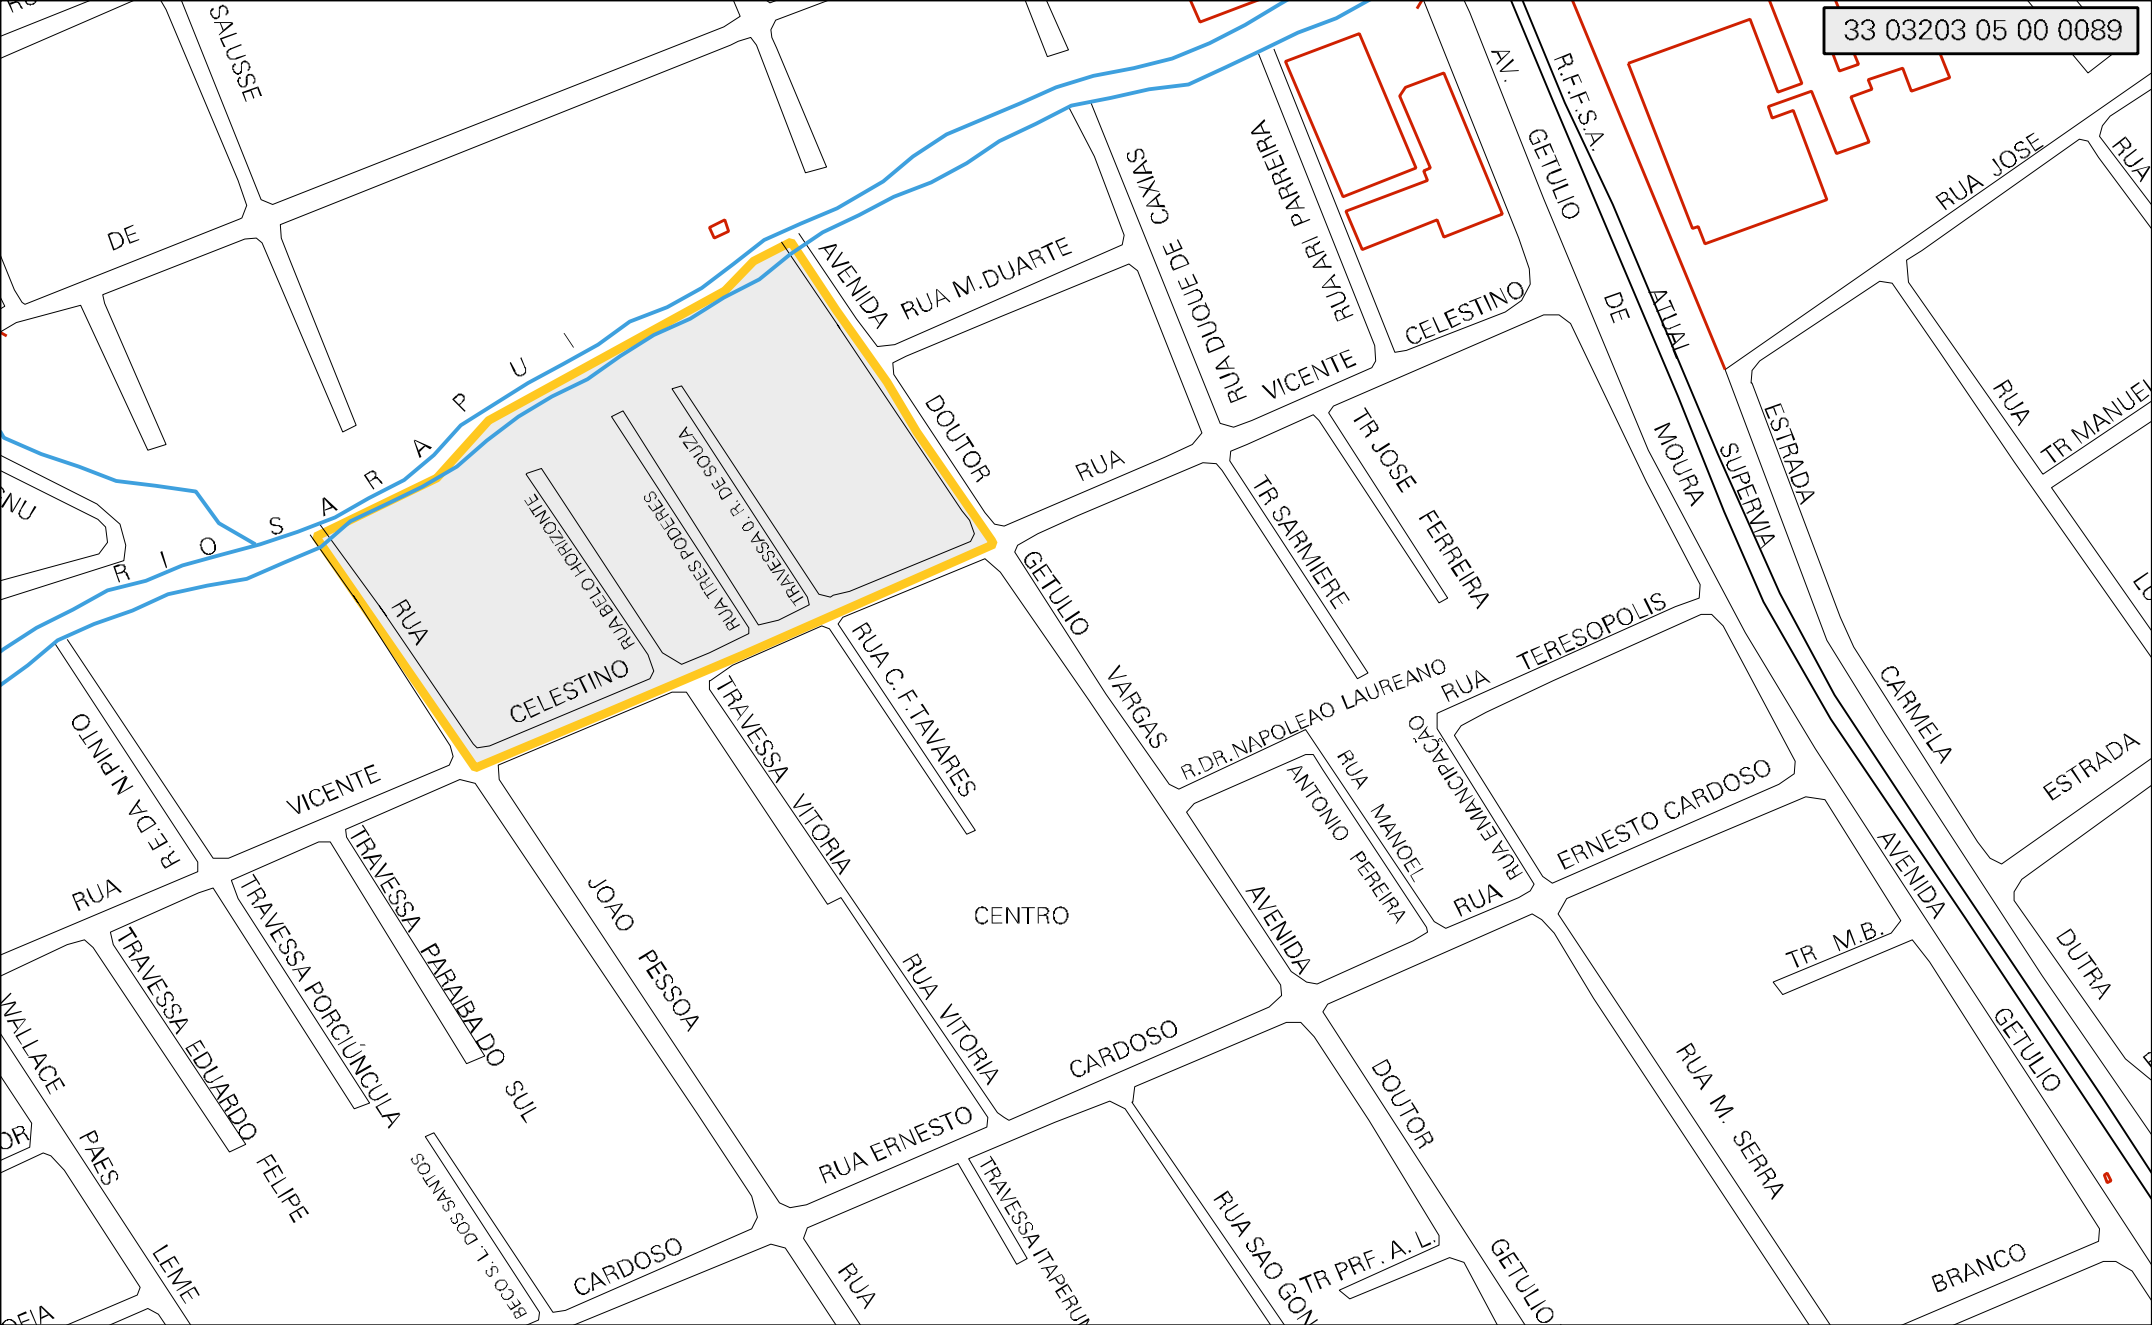 33 03203 05 00 0089
SALUSSE
DE
RIO SARAPUI
AVENIDA
DOUTOR
GETULIO
VARGAS
RUA M.DUARTE
RUA DUQUE DE CAXIAS
RUA ARI PARREIRA
AV.
GETULIO
DE
MOURA
R.F.F.S.A.
ATUAL
SUPERVIA
RUA JOSE
RUA
RUA
TR MANUEL
ESTRADA
CARMELA
DUTRA
ESTRADA
RUA
VICENTE
CELESTINO
TR JOSE FERREIRA
TR SARMIERE
TRAVESSA O. R. DE SOUZA
RUA TRES PODERES
RUA BELO HORIZONTE
RUA
CELESTINO
RUA
VICENTE
R.E.DA N.PINTO
RUA C. F.TAVARES
TRAVESSA VITORIA
RUA VITORIA
CENTRO
R.DR.NAPOLEAO LAUREANO
RUA TERESOPOLIS
RUA EMANCIPAÇÃO
RUA MANOEL
ANTONIO PEREIRA
RUA ERNESTO CARDOSO
AVENIDA
AVENIDA
GETULIO
TR M.B.
JOAO PESSOA
TRAVESSA PARAIBA DO SUL
TRAVESSA PORCIÚNCULA
TRAVESSA EDUARDO FELIPE
WALLACE
PAES
LEME
BECO S. L. DOS SANTOS
CARDOSO
RUA ERNESTO
CARDOSO
RUA
TRAVESSA ITAPERUN
RUA SAO GON
TR PRF. A. L.
DOUTOR
GETULIO
RUA M. SERRA
BRANCO